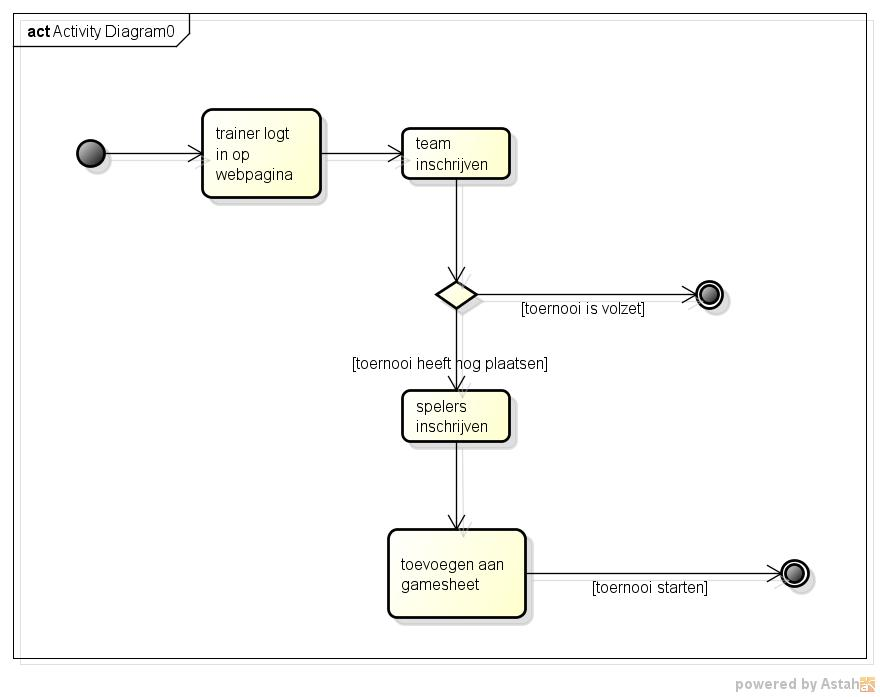 act Activity Diagram0
trainer logt
in op
webpagina
team
inschrijven
[toernooi is volzet]
[toernooi heeft nog plaatsen]
spelers
inschrijven
toevoegen aan
gamesheet
[toernooi starten]
powered by Astah